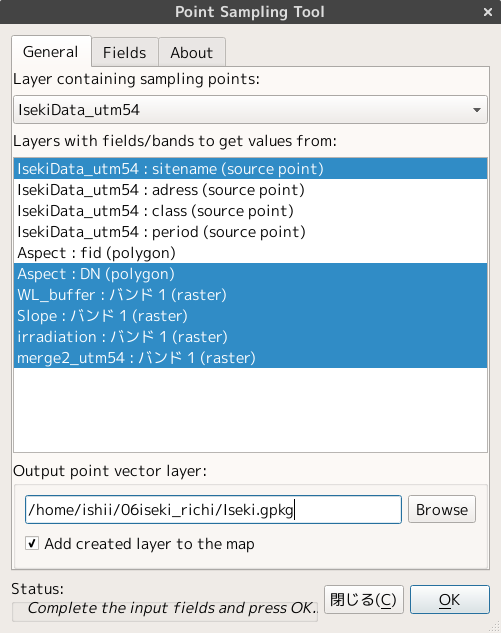 Point Sampling Tool
General
Fields
About
Layer containing sampling points:
IsekiData_utm54
Layers with fields/bands to get values from:
IsekiData_utm54 : sitename (source point)
IsekiData_utm54 : adress (source point)
IsekiData_utm54 : class (source point)
IsekiData_utm54 : period (source point)
Aspect : fid (polygon)
Aspect : DN (polygon)
WL_buffer : バンド 1 (raster)
Slope : バンド 1 (raster)
irradiation : バンド 1 (raster)
merge2_utm54 : バンド 1 (raster)
Output point vector layer:
/home/ishii/06iseki_richi/Iseki.gpkg
Browse
Add created layer to the map
Status:
Complete the input fields and press OK..
閉じる(C)
OK